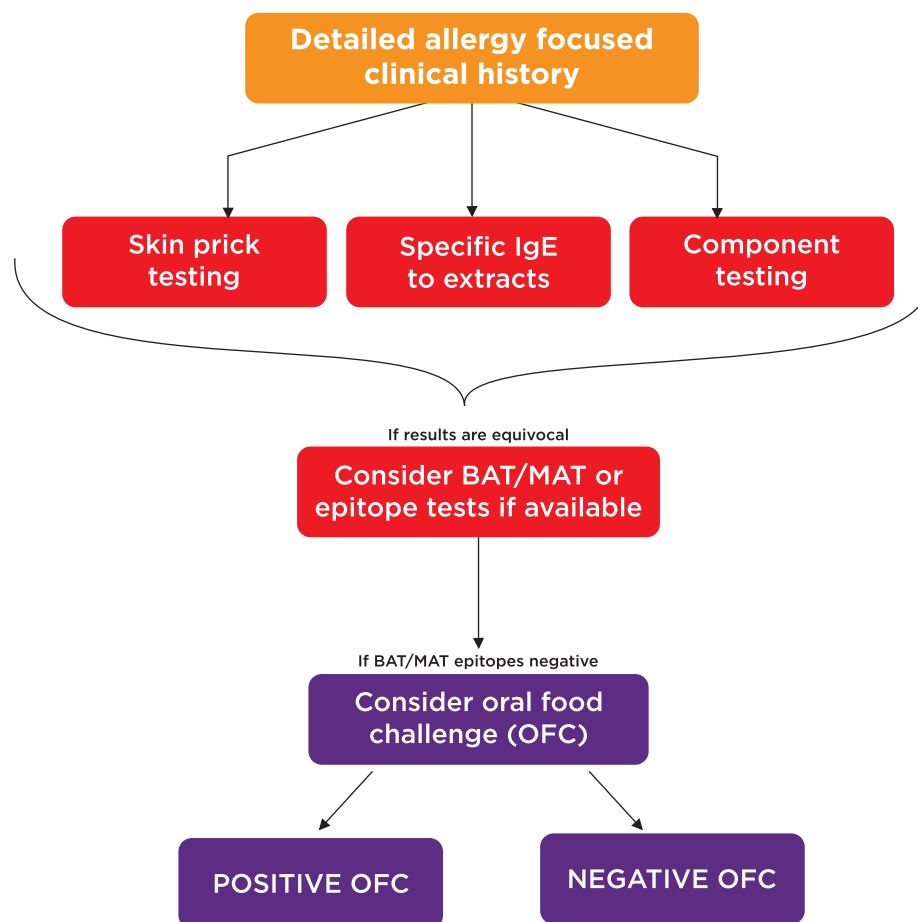 Detailed allergy focused
clinical history
Skin prick
testing
Specific IgE
to extracts
Component
testing
If results are equivocal
Consider BAT/MAT or
epitope tests if available
If BAT/MAT epitopes negative
Consider oral food
challenge (OFC)
POSITIVE OFC
NEGATIVE OFC